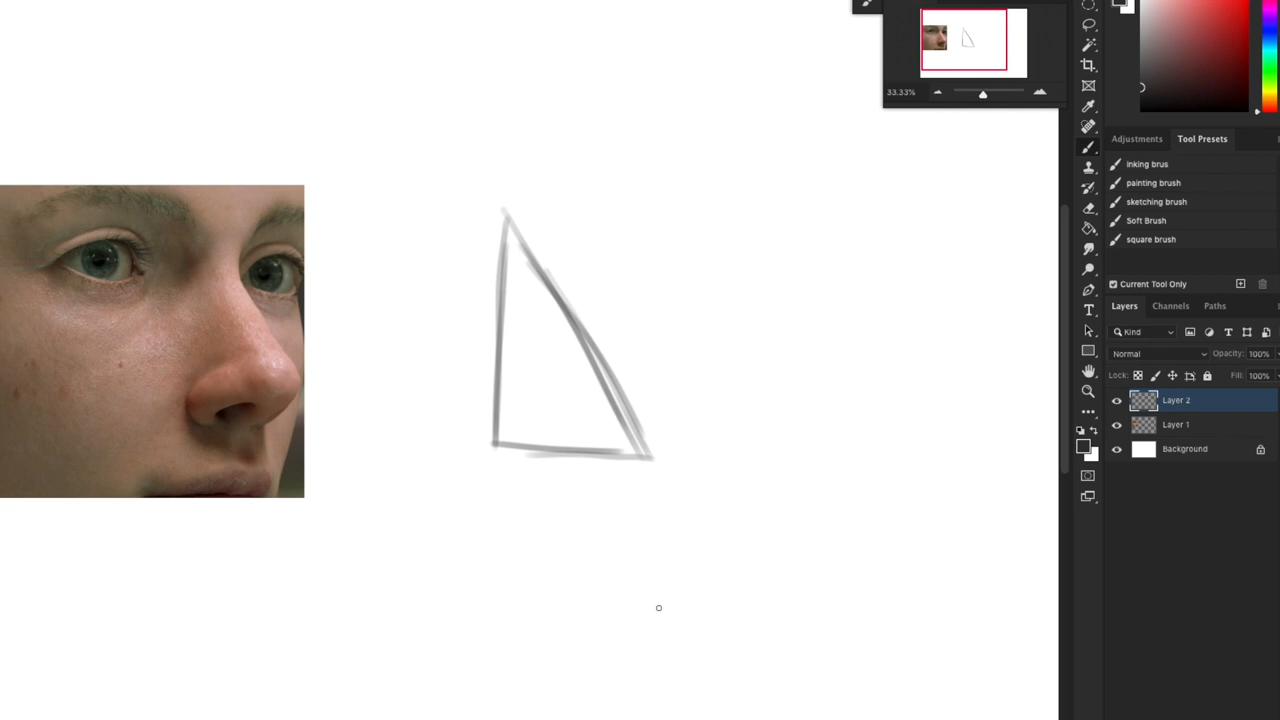 33.33%
Adjustments Tool Presets
inking brus
painting brush
sketching brush
Soft Brush
square brush
Current Tool Only
Layers Channels Paths
Kind
Normal Opacity: 100%
Lock: Fill: 100%
Layer 2
Layer 1
Background